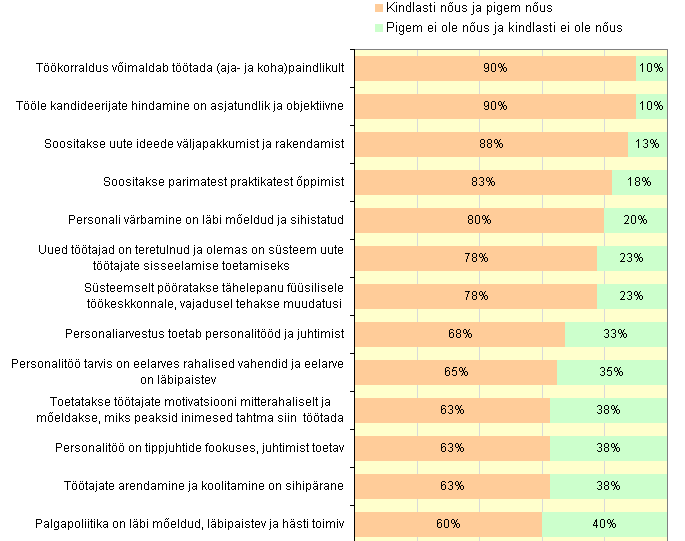 Kindlasti nõus ja pigem nõus
Pigem ei ole nõus ja kindlasti ei ole nõus
Töökorraldus võimaldab töötada (aja- ja koha)paindlikult 90% 10%
Tööle kandideerijate hindamine on asjatundlik ja objektiivne 90% 10%
Soositakse uute ideede väljapakkumist ja rakendamist 88% 13%
Soositakse parimatest praktikatest õppimist 83% 18%
Personali värbamine on läbi mõeldud ja sihistatud 80% 20%
Uued töötajad on teretulnud ja olemas on süsteem uute
töötajate sisseelamise toetamiseks 78% 23%
Süsteemselt pööratakse tähelepanu füüsilisele
töökeskkonnale, vajadusel tehakse muudatusi 78% 23%
Personaliarvestus toetab personalitööd ja juhtimist 68% 33%
Personalitöö tarvis on eelarves rahalised vahendid ja eelarve
on läbipaistev 65% 35%
Toetatakse töötajate motivatsiooni mitterahaliselt ja
mõeldakse, miks peaksid inimesed tahtma siin töötada 63% 38%
Personalitöö on tippjuhtide fookuses, juhtimist toetav 63% 38%
Töötajate arendamine ja koolitamine on sihipärane 63% 38%
Palgapoliitika on läbi mõeldud, läbipaistev ja hästi toimiv 60% 40%